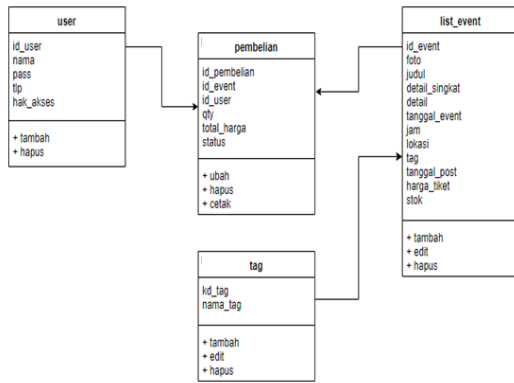 user
id_user
nama
pass
tlp
hak_akses
+ tambah
+ hapus
pembelian
id_pembelian
id_event
id_user
qty
total_harga
status
+ ubah
+ hapus
+ cetak
list_event
id_event
foto
judul
detail_singkat
detail
tanggal_event
jam
lokasi
tag
tanggal_post
harga_tiket
stok
+ tambah
+ edit
+ hapus
tag
kd_tag
nama_tag
+ tambah
+ edit
+ hapus